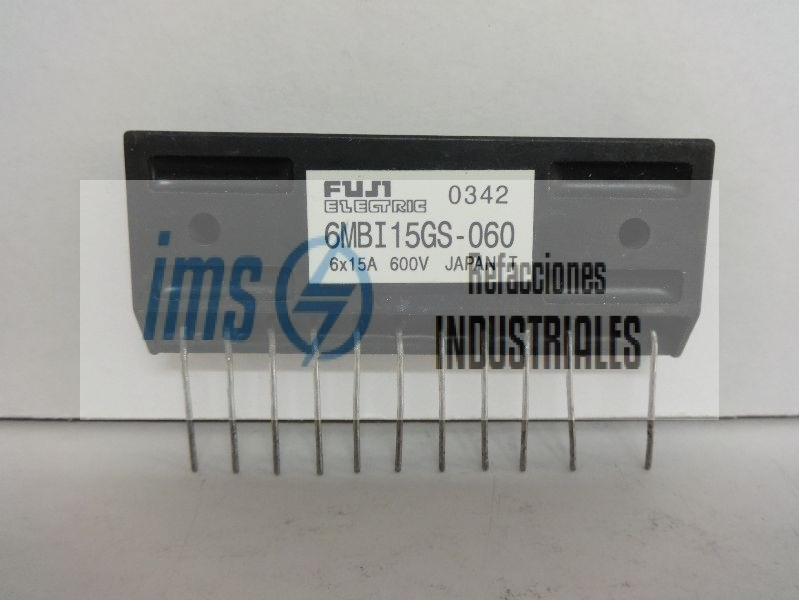 FUJI
ELECTRIC
0342
6MBI15GS-060
6x15A 600V JAPAN T
ims
Refacciones
INDUSTRIALES